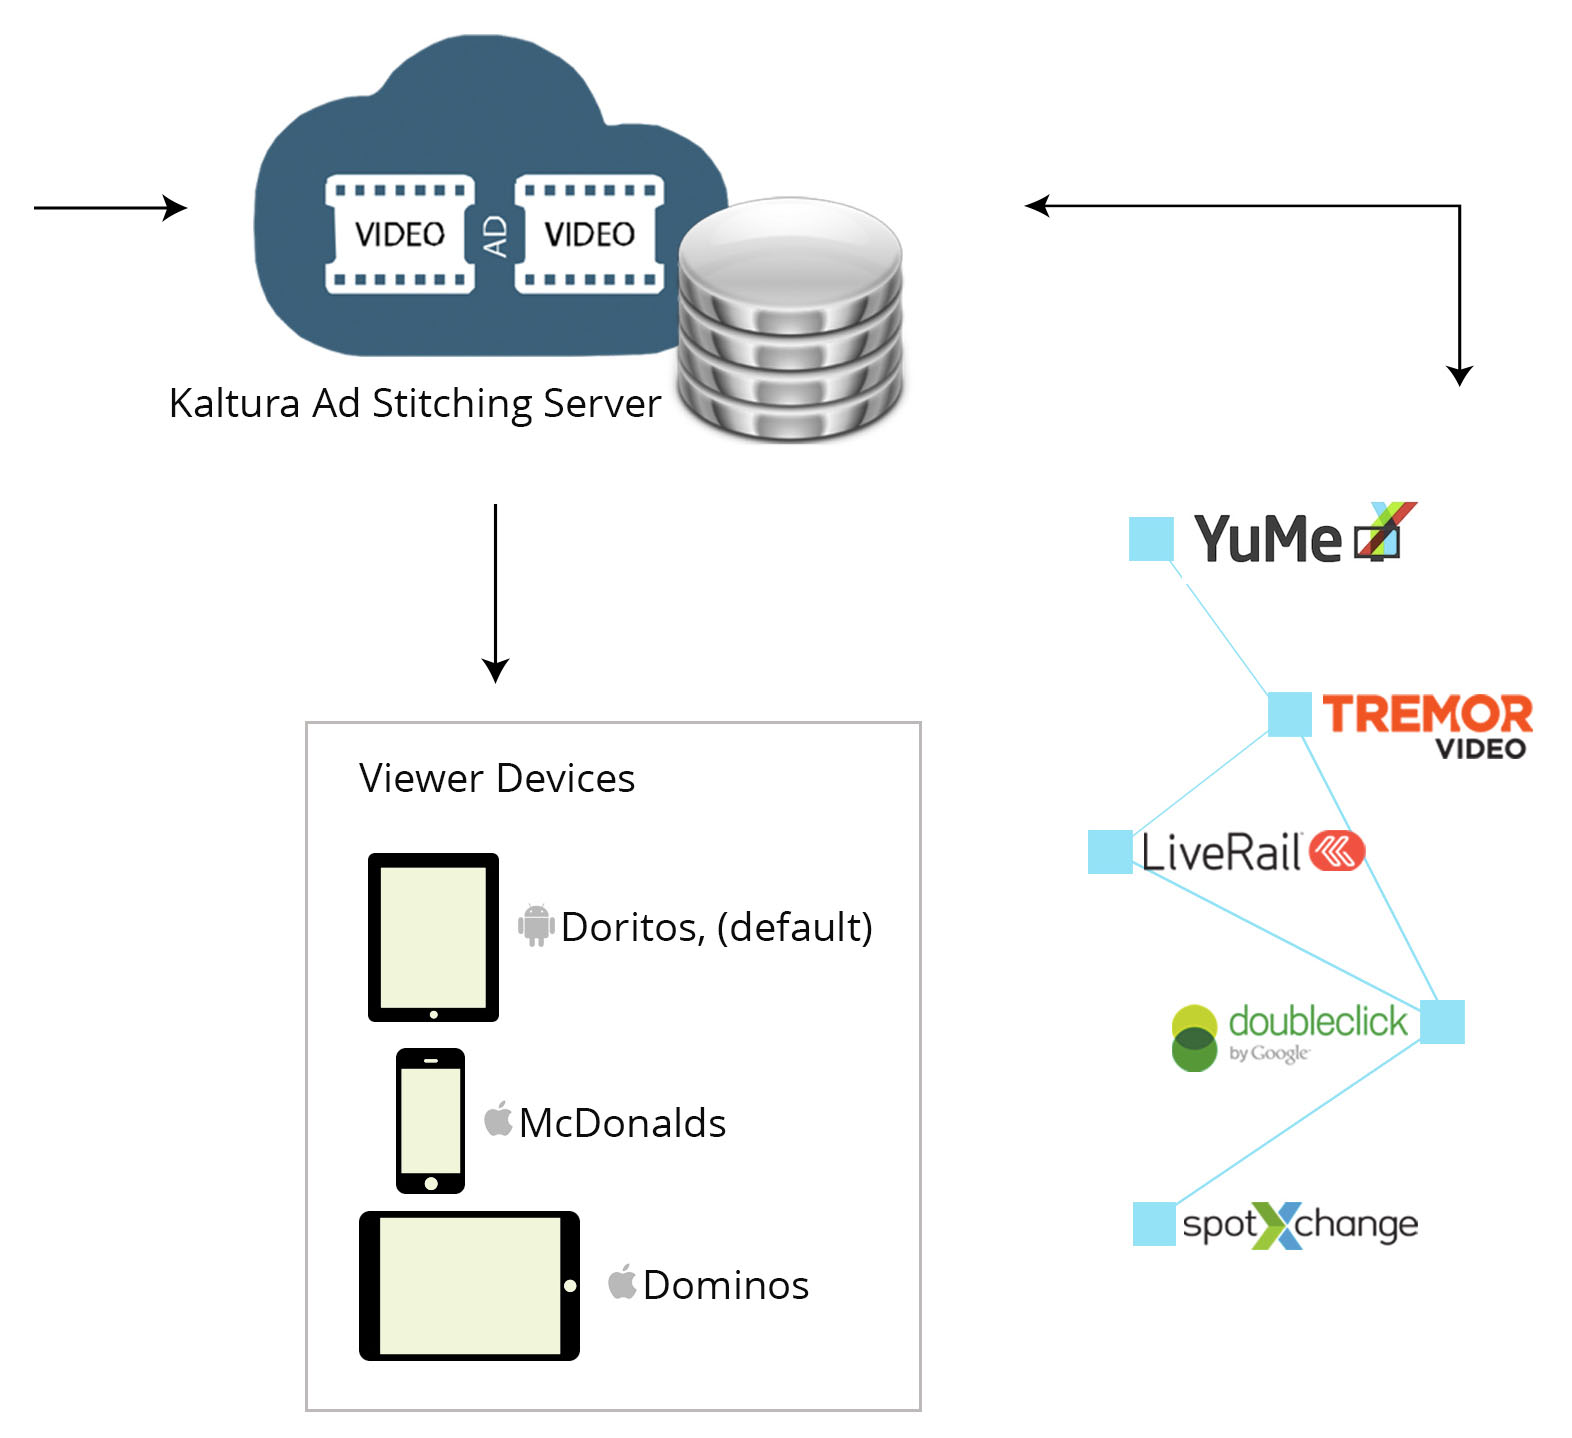 VIDEO
AD
VIDEO
Kaltura Ad Stitching Server
YuMe
TREMOR
VIDEO
Viewer Devices
LiveRail
Doritos, (default)
doubleclick
by Google
McDonalds
spotXchange
Dominos